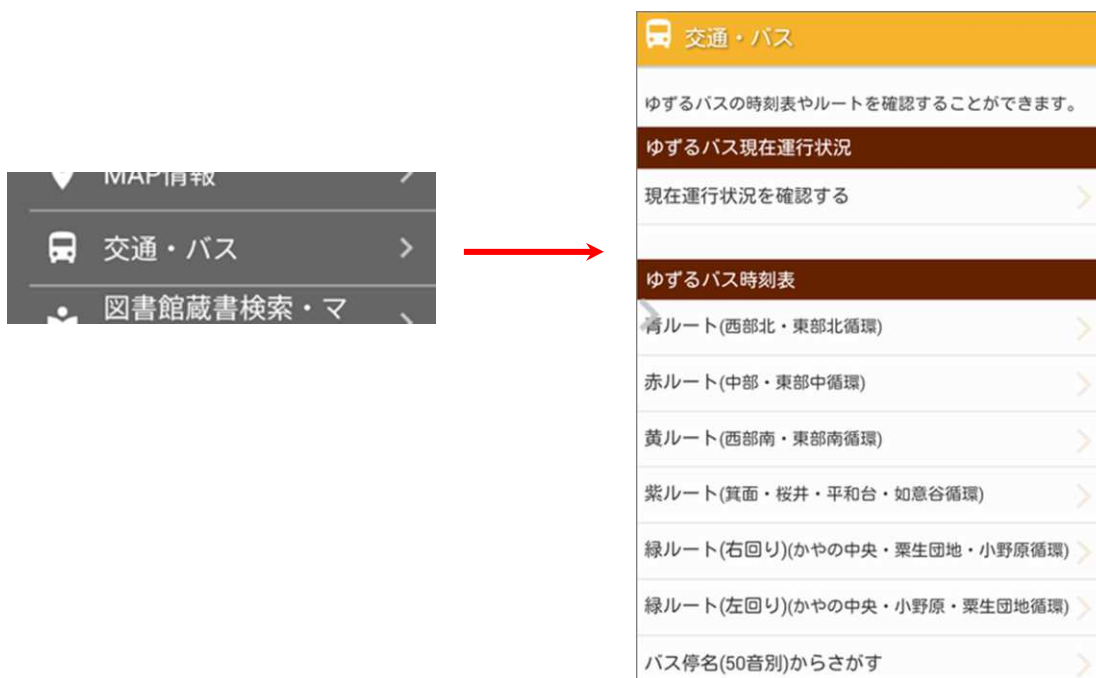 MAP情報
交通・バス
図書館蔵書検索・マ
交通・バス
ゆずるバスの時刻表やルートを確認することができます。
ゆずるバス現在運行状況
現在運行状況を確認する
ゆずるバス時刻表
青ルート(西部北・東部北循環)
赤ルート(中部・東部中循環)
黄ルート(西部南・東部南循環)
紫ルート(箕面・桜井・平和台・如意谷循環)
緑ルート(右回り)(かやの中央・粟生団地・小野原循環)
緑ルート(左回り)(かやの中央・小野原・粟生団地循環)
バス停名(50音別)からさがす